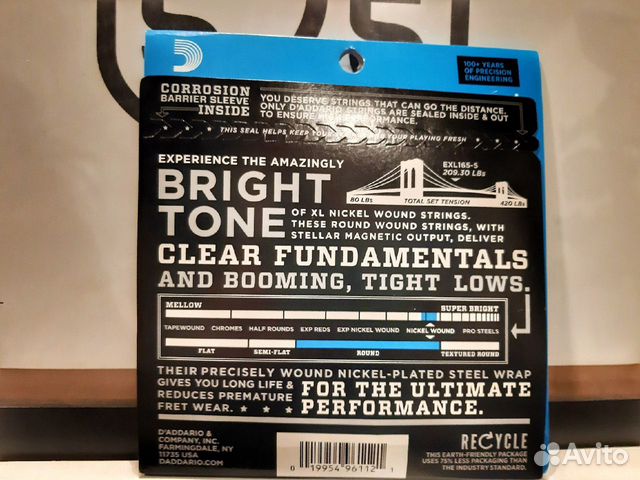 100+ YEARS
OF PRECISION
ENGINEERING
CORROSION
BARRIER SLEEVE
INSIDE
YOU DESERVE STRINGS THAT CAN GO THE DISTANCE.
ONLY D'ADDARIO STRINGS ARE SEALED INSIDE & OUT
TO ENSURE PERFORMANCE.
THIS SEAL HELPS KEEP YOU PLAYING FRESH
EXPERIENCE THE AMAZINGLY
BRIGHT
TONE
EXL165-5
209.30 LBs
80 LBs
TOTAL SET TENSION
420 LBs
OF XL NICKEL WOUND STRINGS.
THESE ROUND WOUND STRINGS, WITH
STELLAR MAGNETIC OUTPUT, DELIVER
CLEAR FUNDAMENTALS
AND BOOMING, TIGHT LOWS.
MELLOW
SUPER BRIGHT
TAPEWOUND CHROMES HALF ROUNDS EXP REDS EXP NICKEL WOUND NICKEL WOUND PRO STEELS
FLAT SEMI-FLAT ROUND TEXTURED ROUND
THEIR PRECISELY WOUND NICKEL-PLATED STEEL WRAP
GIVES YOU LONG LIFE &
REDUCES PREMATURE
FRET WEAR.
FOR THE ULTIMATE
PERFORMANCE.
D'ADDARIO &
COMPANY, INC.
FARMINGDALE, NY
11735 USA
DADDARIO.COM
0 19954 96112 1
RECYCLE
THIS EARTH-FRIENDLY PACKAGE
USES 75% LESS PACKAGING THAN
THE INDUSTRY STANDARD.
Avito